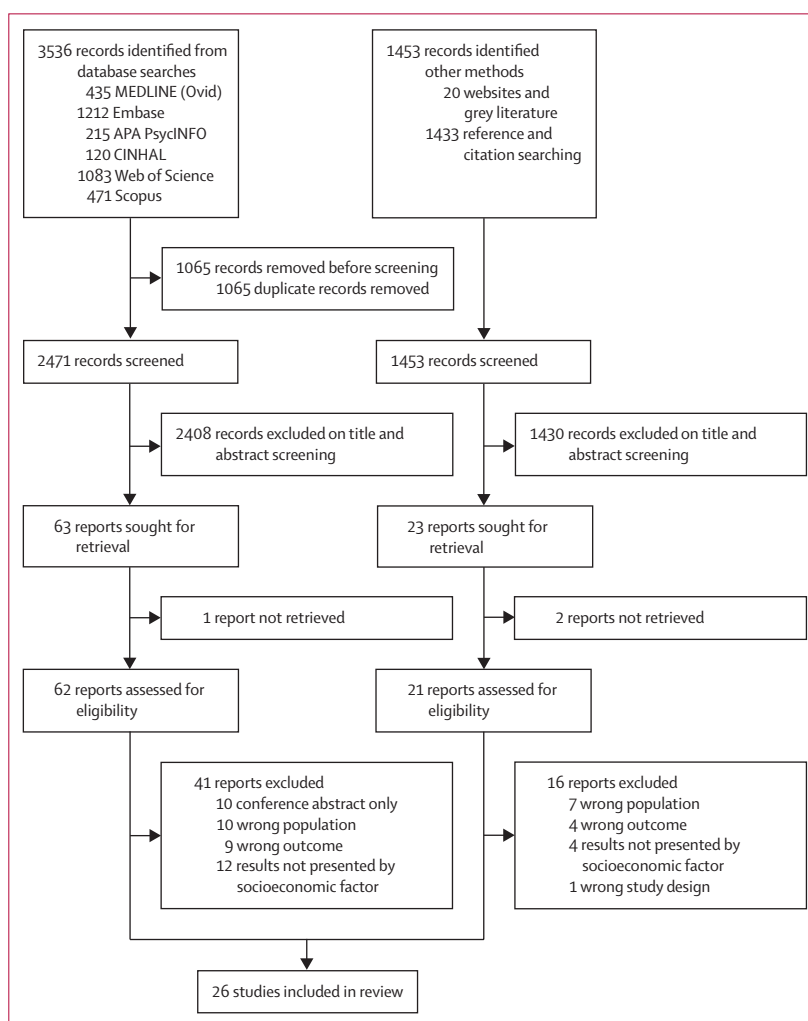 3536 records identified from
database searches
435 MEDLINE (Ovid)
1212 Embase
215 APA PsycINFO
120 CINHAL
1083 Web of Science
471 Scopus
1453 records identified
other methods
20 websites and
grey literature
1433 reference and
citation searching
1065 records removed before screening
1065 duplicate records removed
2471 records screened
1453 records screened
2408 records excluded on title and
abstract screening
1430 records excluded on title and
abstract screening
63 reports sought for
retrieval
23 reports sought for
retrieval
1 report not retrieved
2 reports not retrieved
62 reports assessed for
eligibility
21 reports assessed for
eligibility
41 reports excluded
10 conference abstract only
10 wrong population
9 wrong outcome
12 results not presented by
socioeconomic factor
16 reports excluded
7 wrong population
4 wrong outcome
4 results not presented by
socioeconomic factor
1 wrong study design
26 studies included in review